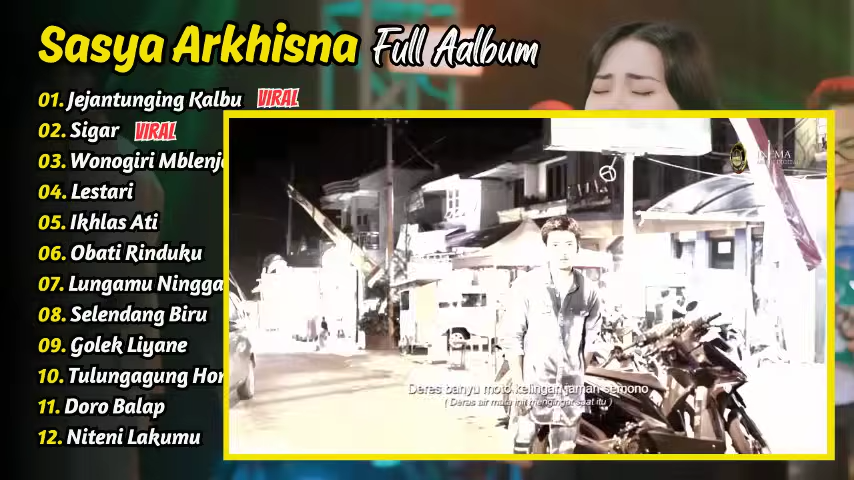 Sasya Arkhisna Full Aalbum
01. Jejantunging Kalbu VIRAL
02. Sigar VIRAL
03. Wonogiri
04. Lestari
05. Ikhlas Ati
06. Obati Rinduku
07. Lungamu
08. Selendang Biru
09. Golek Liyane
10. Tulungagung
11. Doro Balap
12. Niteni Lakumu
Deres banyu moto kelingan jaman semono
( Deras air mata init mengingat saat itu )